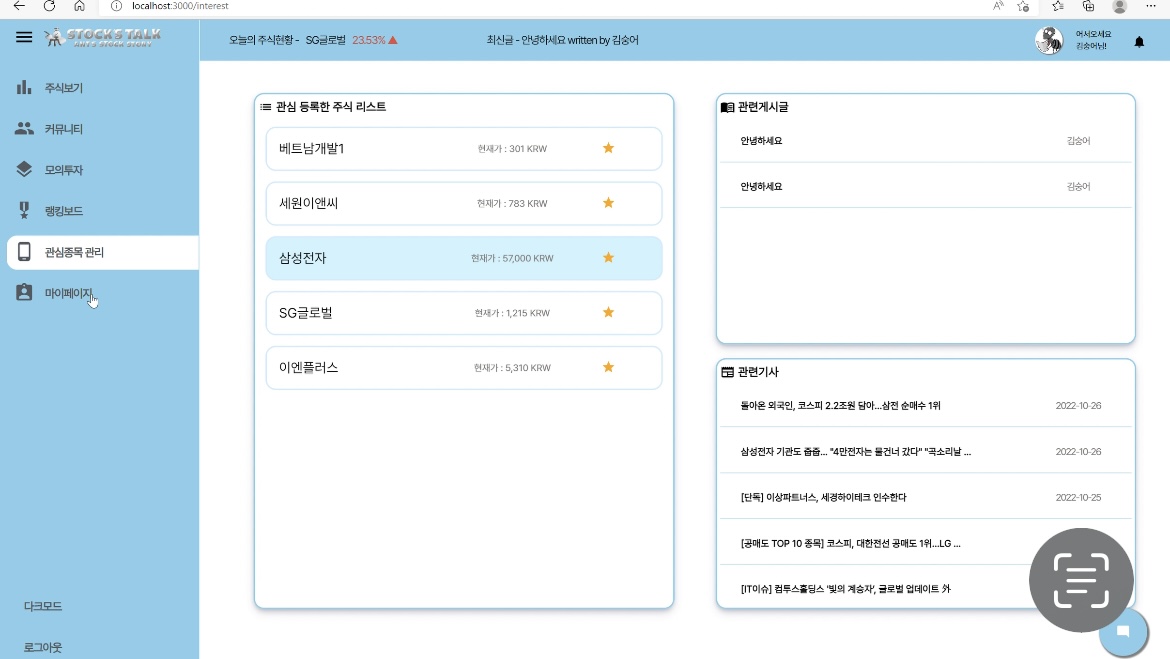 localhost:3000/interest
STOCKS TALK
ANT'S STOCK STORY
오늘의 주식현황 - SG글로벌 23.53% ▲
최신글 - 안녕하세요 written by 김숭어
어서오세요
김숭어님!
주식보기
커뮤니티
모의투자
랭킹보드
관심종목 관리
마이페이지
다크모드
로그아웃
관심 등록한 주식 리스트
베트남개발1 현재가 : 301 KRW
세원이앤씨 현재가 : 783 KRW
삼성전자 현재가 : 57,000 KRW
SG글로벌 현재가 : 1,215 KRW
이엔플러스 현재가 : 5,310 KRW
관련게시글
안녕하세요 김숭어
안녕하세요 김숭어
관련기사
돌아온 외국인, 코스피 2.2조원 담아...삼전 순매수 1위 2022-10-26
삼성전자 기관도 줍줍... "4만전자는 물건너 갔다" "곡소리날 ... 2022-10-26
[단독] 이상파트너스, 세경하이테크 인수한다 2022-10-25
[공매도 TOP 10 종목] 코스피, 대한전선 공매도 1위...LG ...
[IT이슈] 컴투스홀딩스 '빛의 계승자', 글로벌 업데이트 外